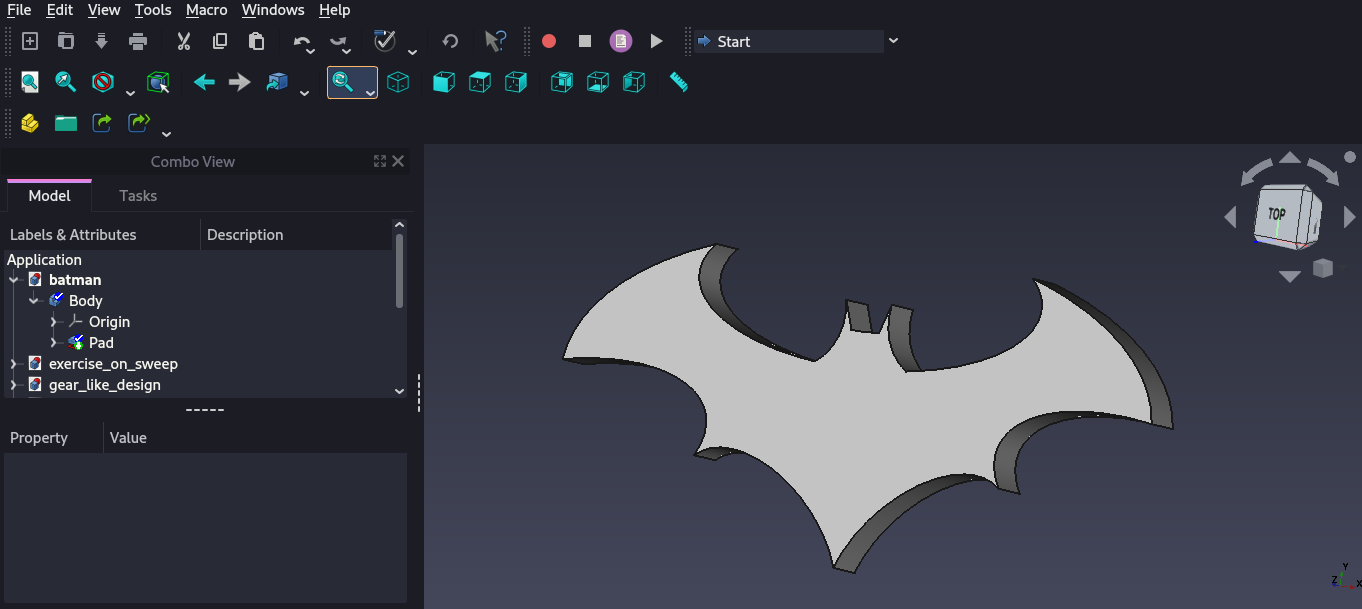 File Edit View Tools Macro Windows Help
Start
Combo View
Model Tasks
Labels & Attributes Description
Application
batman
Body
Origin
Pad
exercise_on_sweep
gear_like_design
Property Value
TOP
Y
Z X